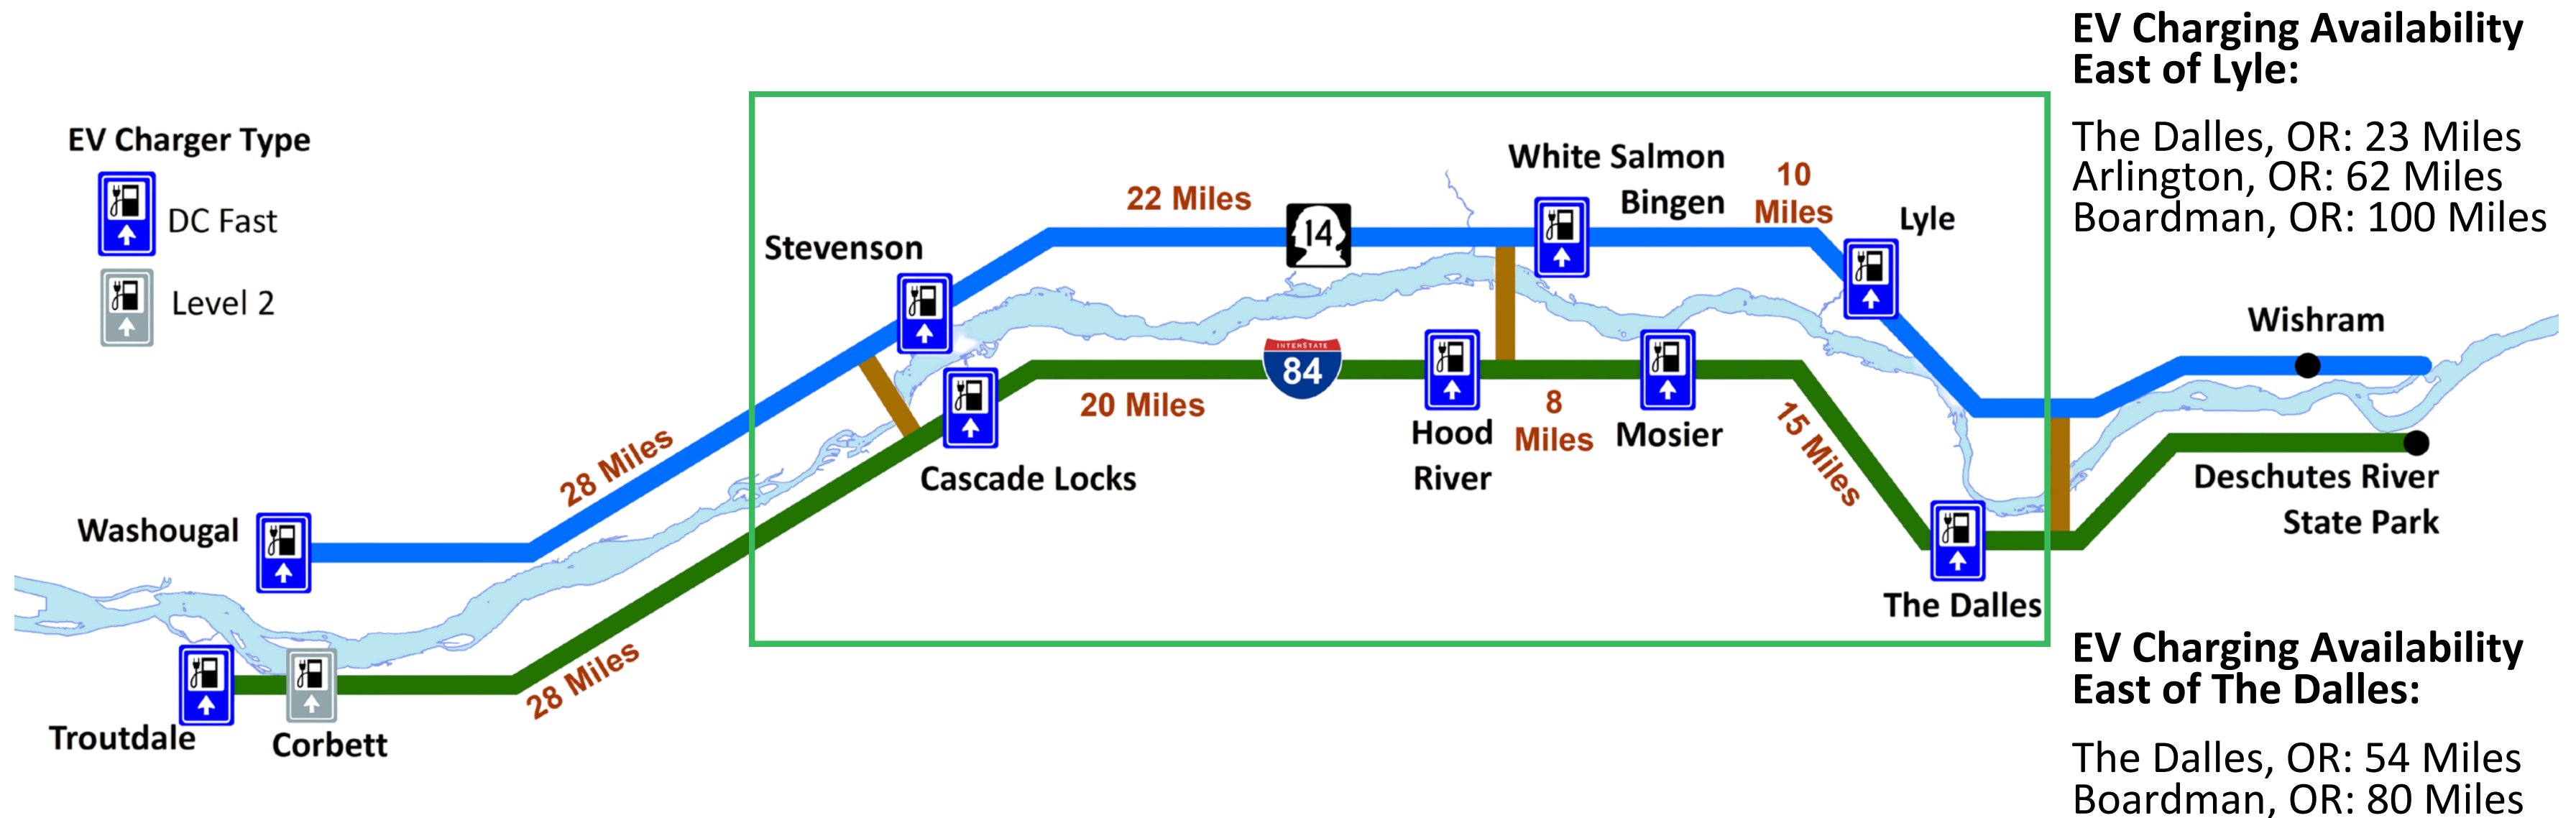 EV Charging Availability
East of Lyle:
The Dalles, OR: 23 Miles
Arlington, OR: 62 Miles
Boardman, OR: 100 Miles
EV Charger Type
DC Fast
Level 2
White Salmon
Bingen
10
Miles
22 Miles
14
Lyle
Stevenson
INTERSTATE
84
20 Miles
8
Miles
Hood
River
Mosier
15 Miles
Cascade Locks
Wishram
Deschutes River
State Park
28 Miles
Washougal
The Dalles
28 Miles
Troutdale
Corbett
EV Charging Availability
East of The Dalles:
The Dalles, OR: 54 Miles
Boardman, OR: 80 Miles